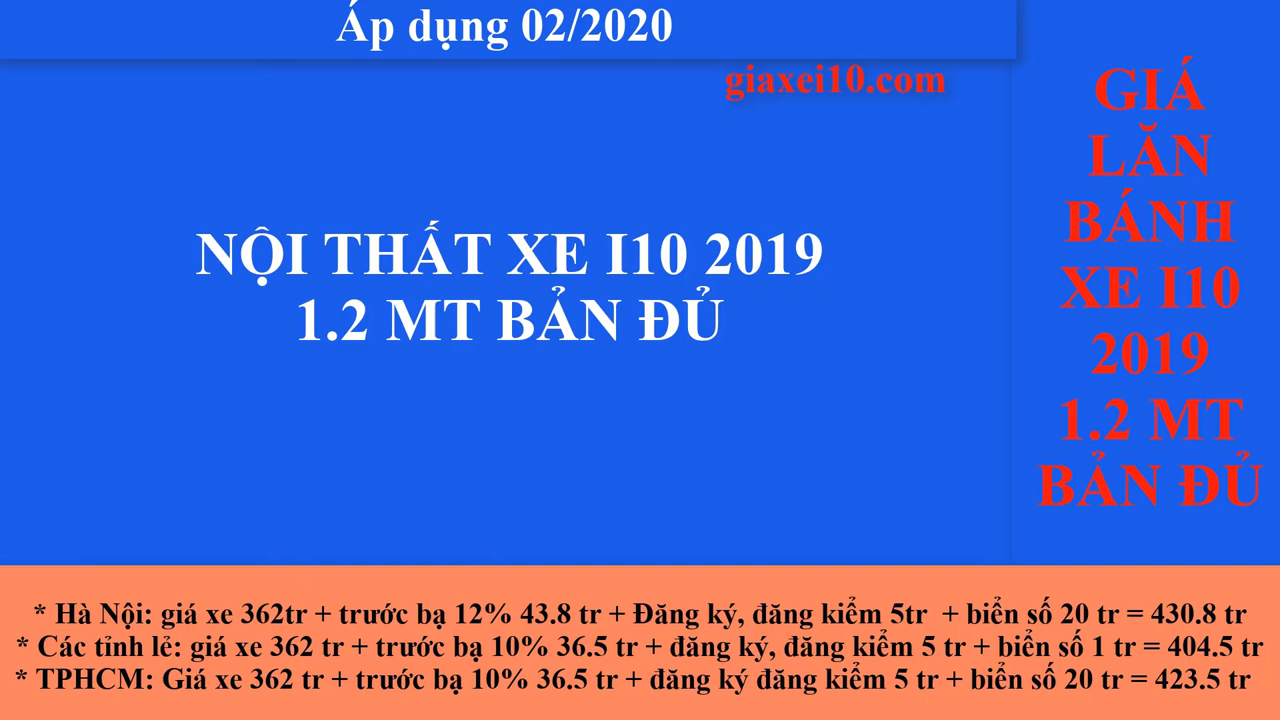 Áp dụng 02/2020
giaxei10.com
NỘI THẤT XE I10 2019
1.2 MT BẢN ĐỦ
GIÁ
LĂN
BÁNH
XE I10
2019
1.2 MT
BẢN ĐỦ
* Hà Nội: giá xe 362tr + trước bạ 12% 43.8 tr + Đăng ký, đăng kiểm 5tr + biển số 20 tr = 430.8 tr
* Các tỉnh lẻ: giá xe 362 tr + trước bạ 10% 36.5 tr + đăng ký, đăng kiểm 5 tr + biển số 1 tr = 404.5 tr
* TPHCM: Giá xe 362 tr + trước bạ 10% 36.5 tr + đăng ký đăng kiểm 5 tr + biển số 20 tr = 423.5 tr